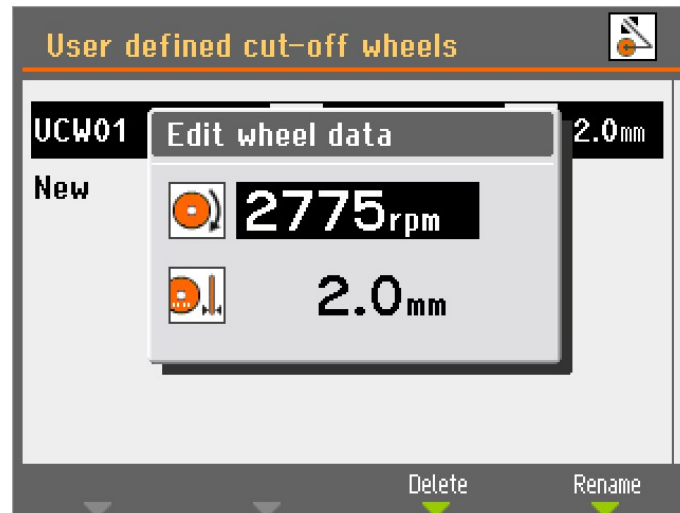 User defined cut-off wheels
UCW01 2.0mm
Edit wheel data
New
2775rpm
2.0mm
Delete Rename